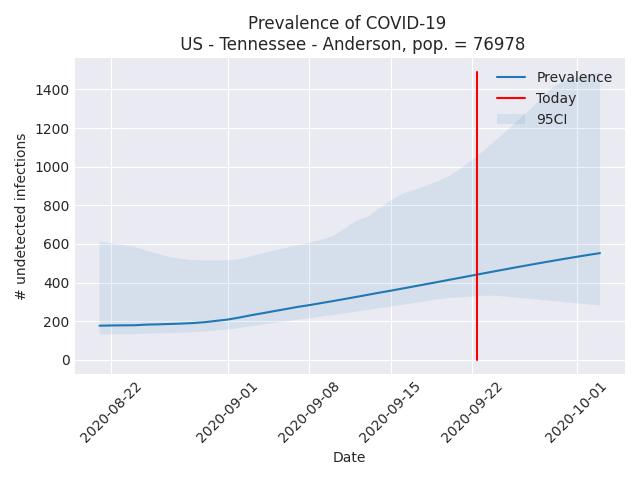 Prevalence of COVID-19
US - Tennessee - Anderson, pop. = 76978
Prevalence
Today
95CI
# undetected infections
1400
1200
1000
800
600
400
200
0
2020-08-22
2020-09-01
2020-09-08
2020-09-15
2020-09-22
2020-10-01
Date